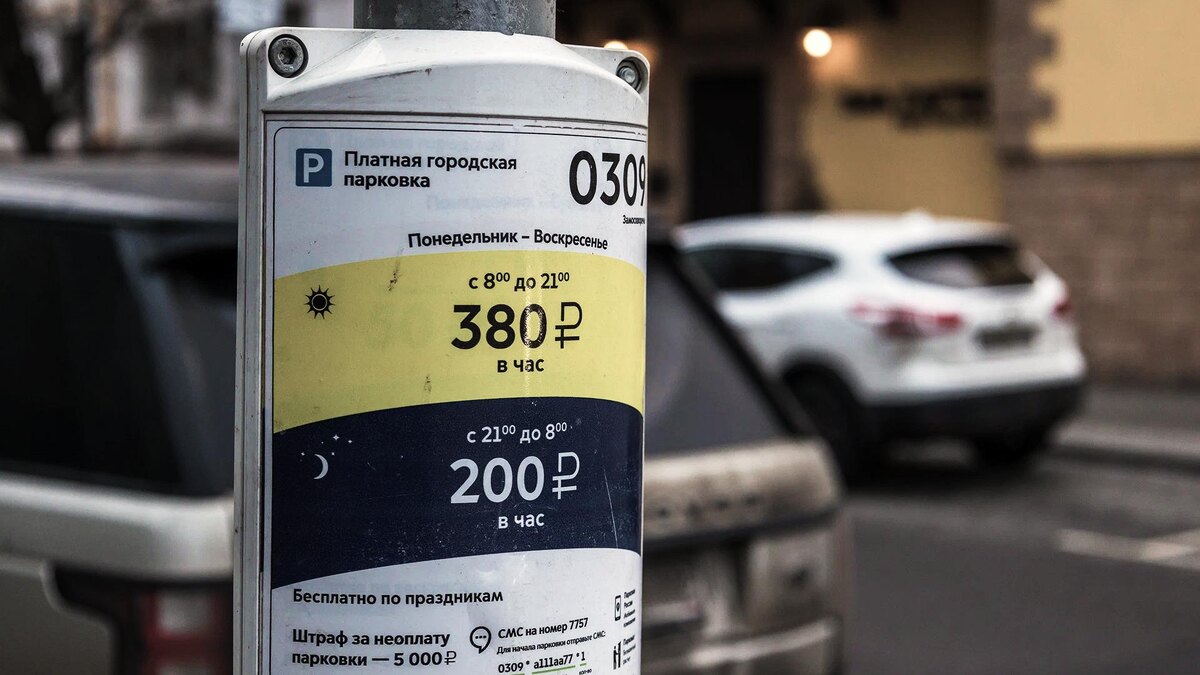 P
Платная городская
парковка
0309
Понедельник – Воскресенье
с 8⁰⁰ до 21⁰⁰
380 ₽
в час
с 21⁰⁰ до 8⁰⁰
200 ₽
в час
Бесплатно по праздникам
Штраф за неоплату
парковки — 5 000 ₽
СМС на номер 7757
Для начала парковки отправьте СМС:
0309 * а111аа77 * 1